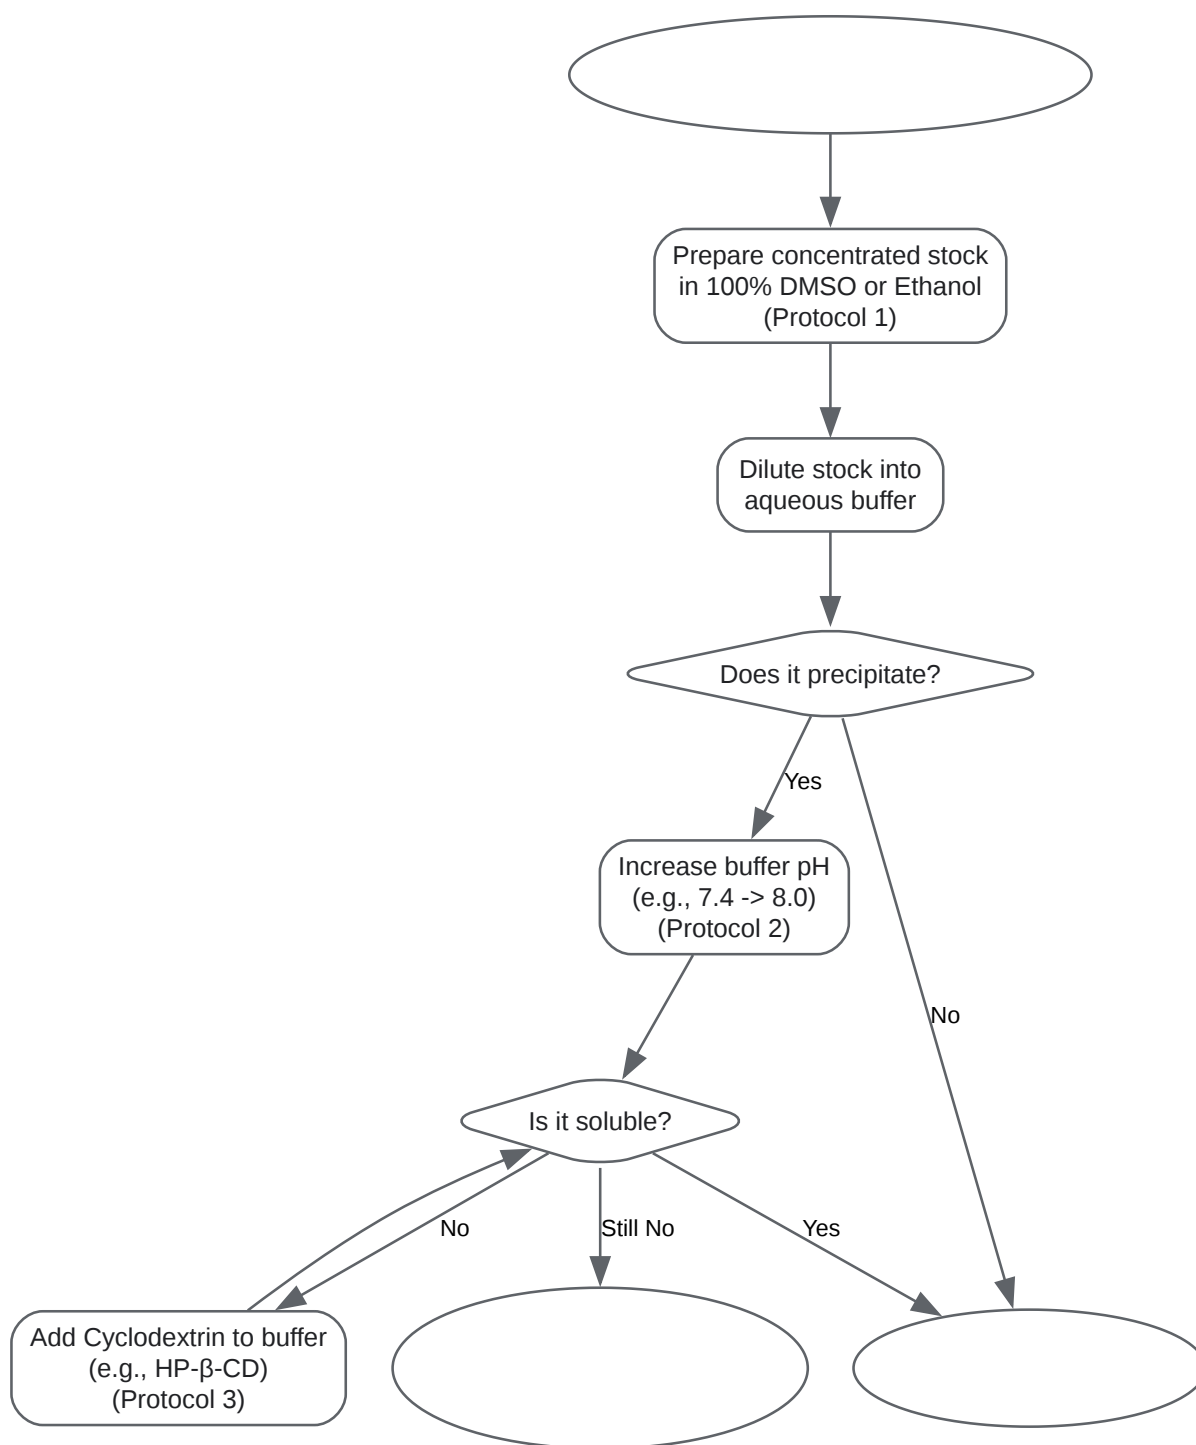 Prepare concentrated stock
in 100% DMSO or Ethanol
(Protocol 1)
Dilute stock into
aqueous buffer
Does it precipitate?
Yes
Increase buffer pH
(e.g., 7.4 -> 8.0)
(Protocol 2)
No
Is it soluble?
No
Still No
Yes
Add Cyclodextrin to buffer
(e.g., HP-β-CD)
(Protocol 3)